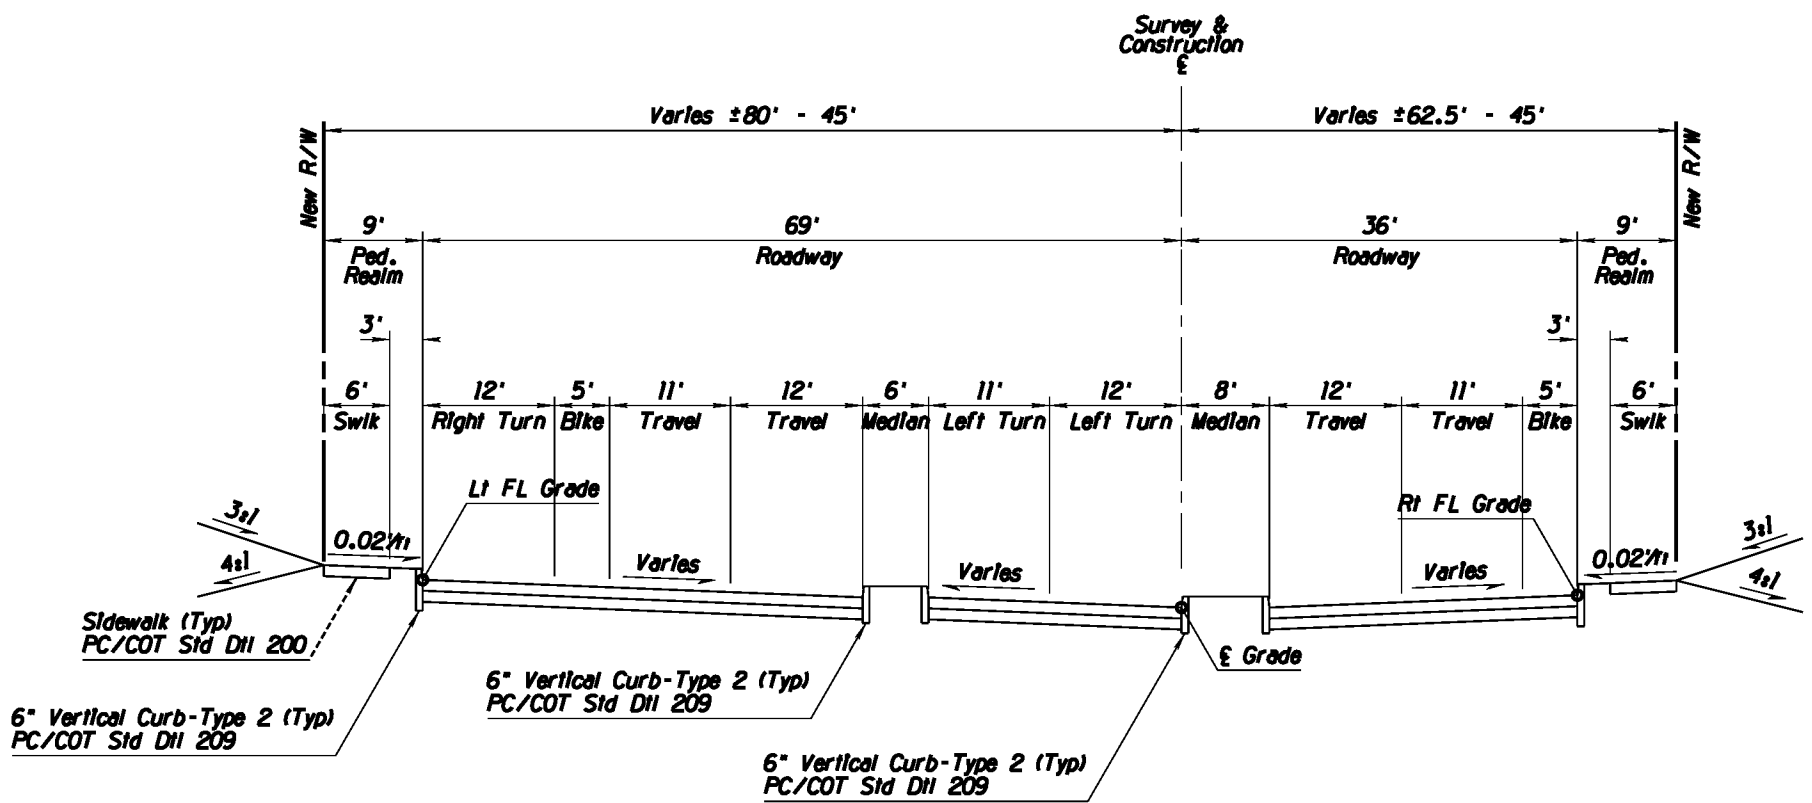 Survey &
Construction
℄
Varies ±80' - 45'
Varies ±62.5' - 45'
New R/W
New R/W
9'
69'
36'
9'
Ped.
Realm
Roadway
Roadway
Ped.
Realm
3'
3'
6'
12'
5'
11'
12'
6'
11'
12'
8'
12'
11'
5'
6'
Swlk
Right Turn
Bike
Travel
Travel
Median
Left Turn
Left Turn
Median
Travel
Travel
Bike
Swlk
Lt FL Grade
Rt FL Grade
3:1
4:1
0.02'/ft
Varies
Varies
Varies
0.02'/ft
3:1
4:1
Sidewalk (Typ)
PC/COT Std Dtl 200
℄ Grade
6" Vertical Curb-Type 2 (Typ)
PC/COT Std Dtl 209
6" Vertical Curb-Type 2 (Typ)
PC/COT Std Dtl 209
6" Vertical Curb-Type 2 (Typ)
PC/COT Std Dtl 209